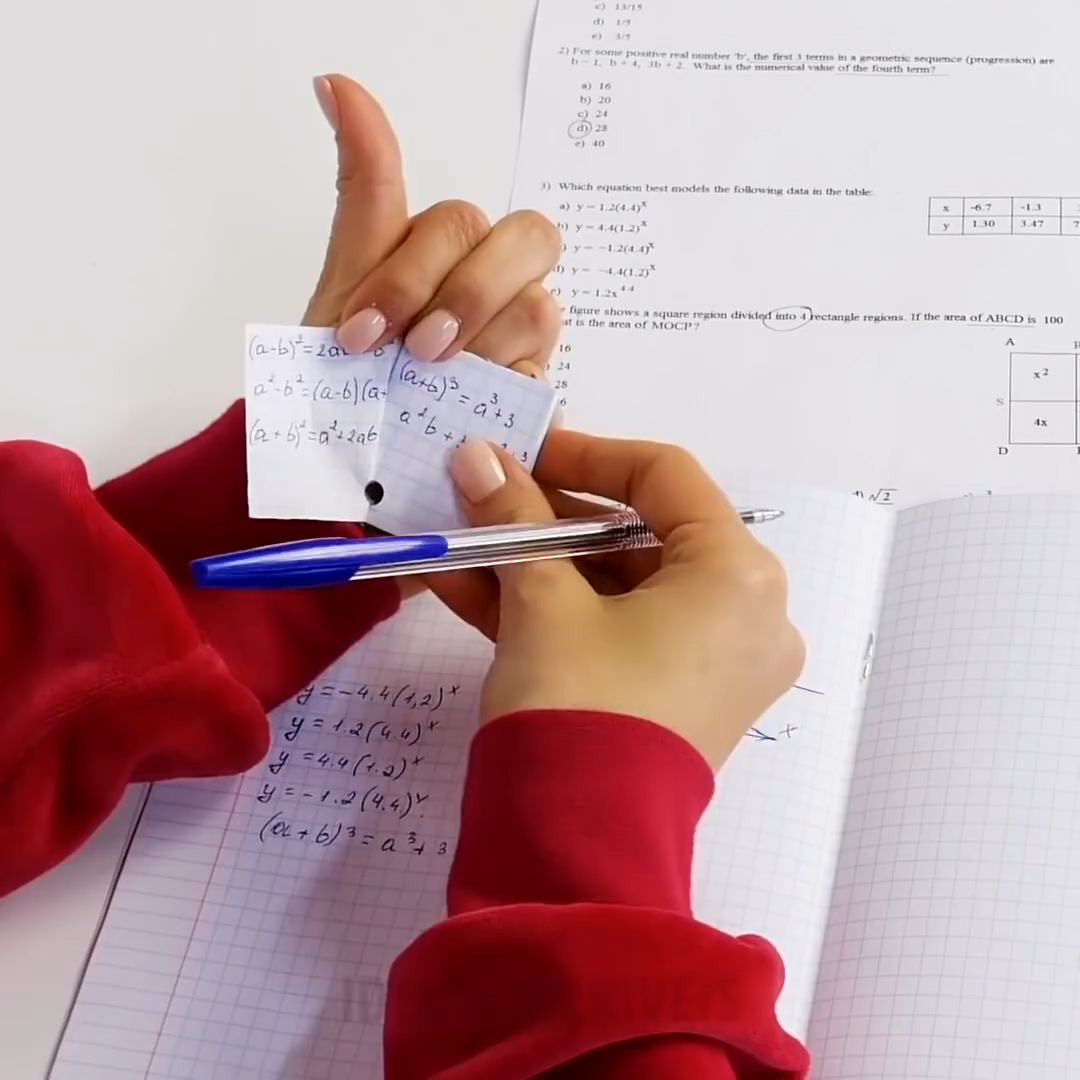 c) 13/15
d) 1/5
e) 3/5
2) For some positive real number 'b', the first 3 terms in a geometric sequence (progression) are
b - 1, b + 4, 3b + 2. What is the numerical value of the fourth term?
a) 16
b) 20
c) 24
d) 28
e) 40
3) Which equation best models the following data in the table:
a) y = 1.2(4.4)ˣ
b) y = 4.4(1.2)ˣ
) y = -1.2(4.4)ˣ
d) y = -4.4(1.2)ˣ
e) y = 1.2x⁴·⁴
x -6.7 -1.3
y 1.30 3.47 7
figure shows a square region divided into 4 rectangle regions. If the area of ABCD is 100
at is the area of MOCP?
16
24
28
6
A
x²
S
4x
D
√2
(a-b)²=2a
a²-b²=(a-b)(a+
(a+b)²=a²+2ab
(a+b)³=a³+3
a²b+
y=-4.4(1,2)ˣ
y=1.2(4.4)ˣ
y=4.4(1.2)ˣ
y=-1.2(4.4)ˣ
(a+b)³=a³+3
x